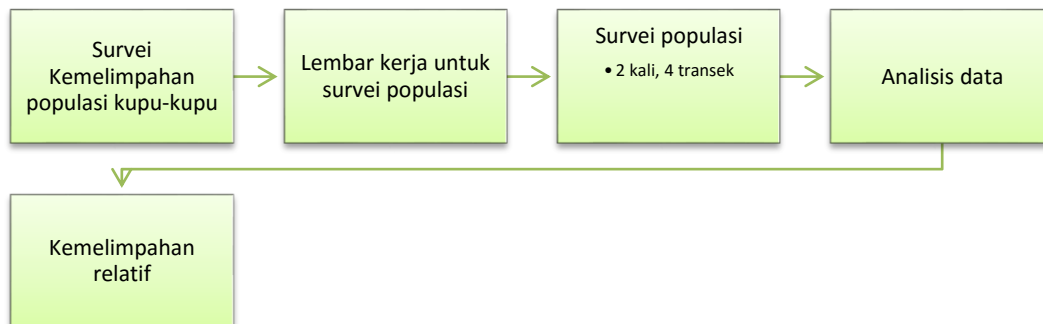 Survei
Kemelimpahan
populasi kupu-kupu
Lembar kerja untuk
survei populasi
Survei populasi
• 2 kali, 4 transek
Analisis data
Kemelimpahan
relatif